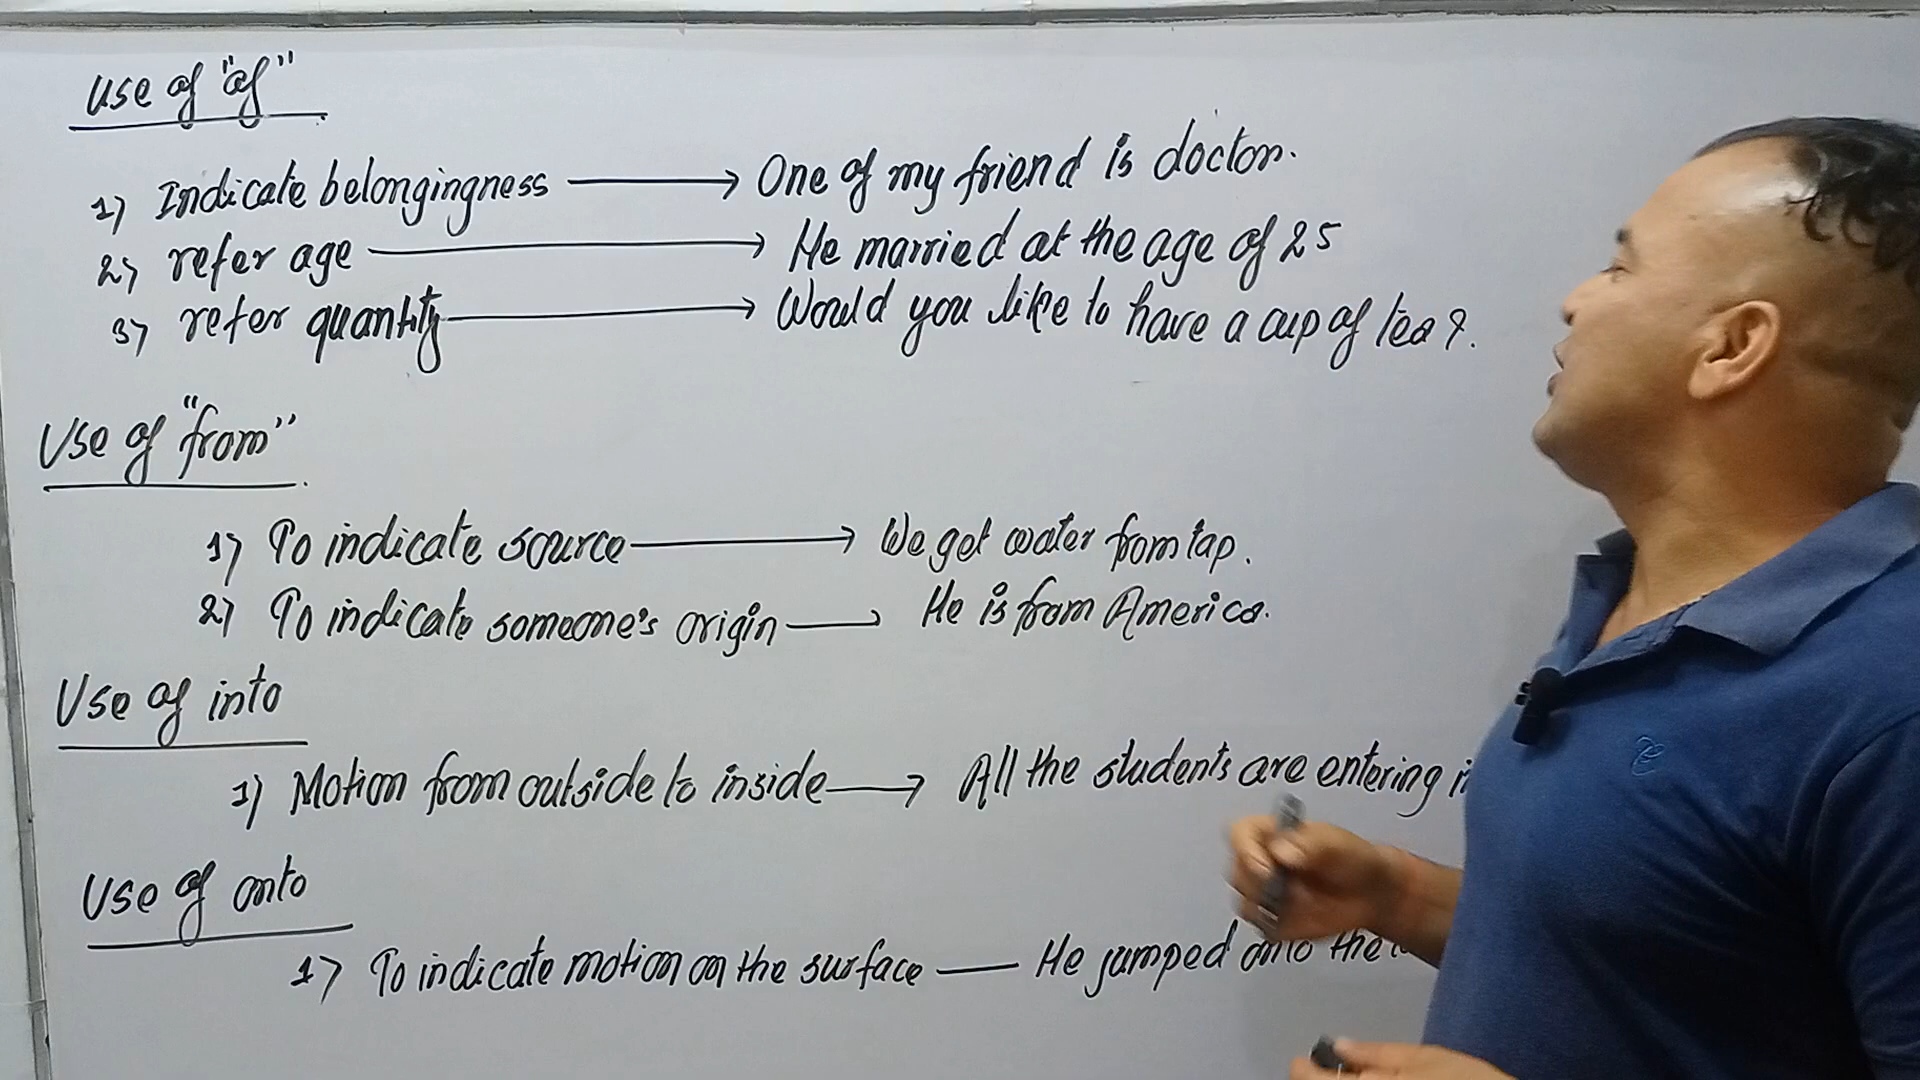 Use of "of"
1) Indicate belongingness → One of my friend is doctor.
2) refer age → He married at the age of 25
3) refer quantity → Would you like to have a cup of tea?.
Use of "from"
1) To indicate source → We get water from tap.
2) To indicate someone's origin → He is from America.
Use of into
1) Motion from outside to inside → All the students are entering
Use of onto
1) To indicate motion on the surface — He jumped onto the